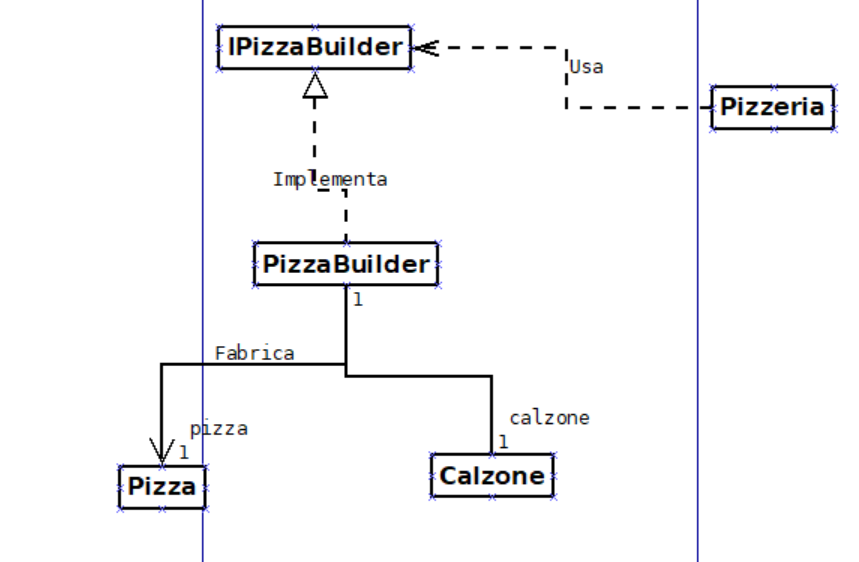 IPizzaBuilder
Usa
Pizzeria
Implementa
PizzaBuilder
1
Fabrica
calzone
pizza
1
1
Calzone
Pizza